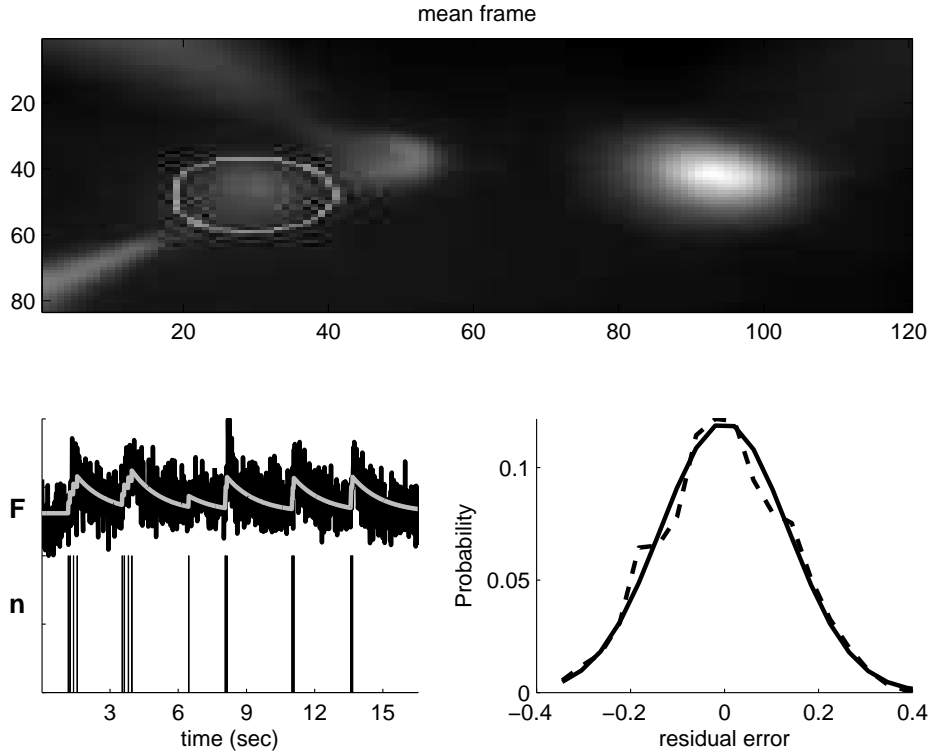 mean frame
20
40
60
80
20 40 60 80 100 120
F
n
3 6 9 12 15
time (sec)
Probability
0.1
0.05
0
−0.4 −0.2 0 0.2 0.4
residual error